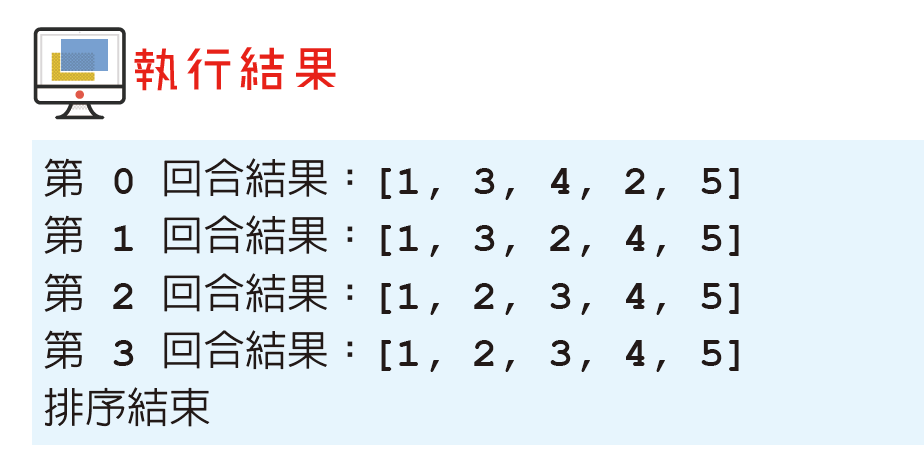 執行結果
第 0 回合結果：[1, 3, 4, 2, 5]
第 1 回合結果：[1, 3, 2, 4, 5]
第 2 回合結果：[1, 2, 3, 4, 5]
第 3 回合結果：[1, 2, 3, 4, 5]
排序結束